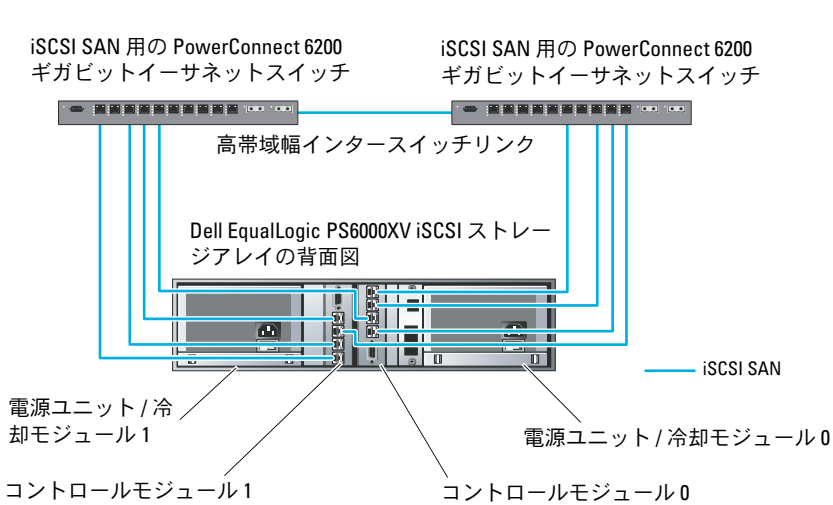 iSCSI SAN 用の PowerConnect 6200
ギガビットイーサネットスイッチ
iSCSI SAN 用の PowerConnect 6200
ギガビットイーサネットスイッチ
高帯域幅インタースイッチリンク
Dell EqualLogic PS6000XV iSCSI ストレー
ジアレイの背面図
iSCSI SAN
電源ユニット / 冷
却モジュール 1
電源ユニット / 冷却モジュール 0
コントロールモジュール 1
コントロールモジュール 0